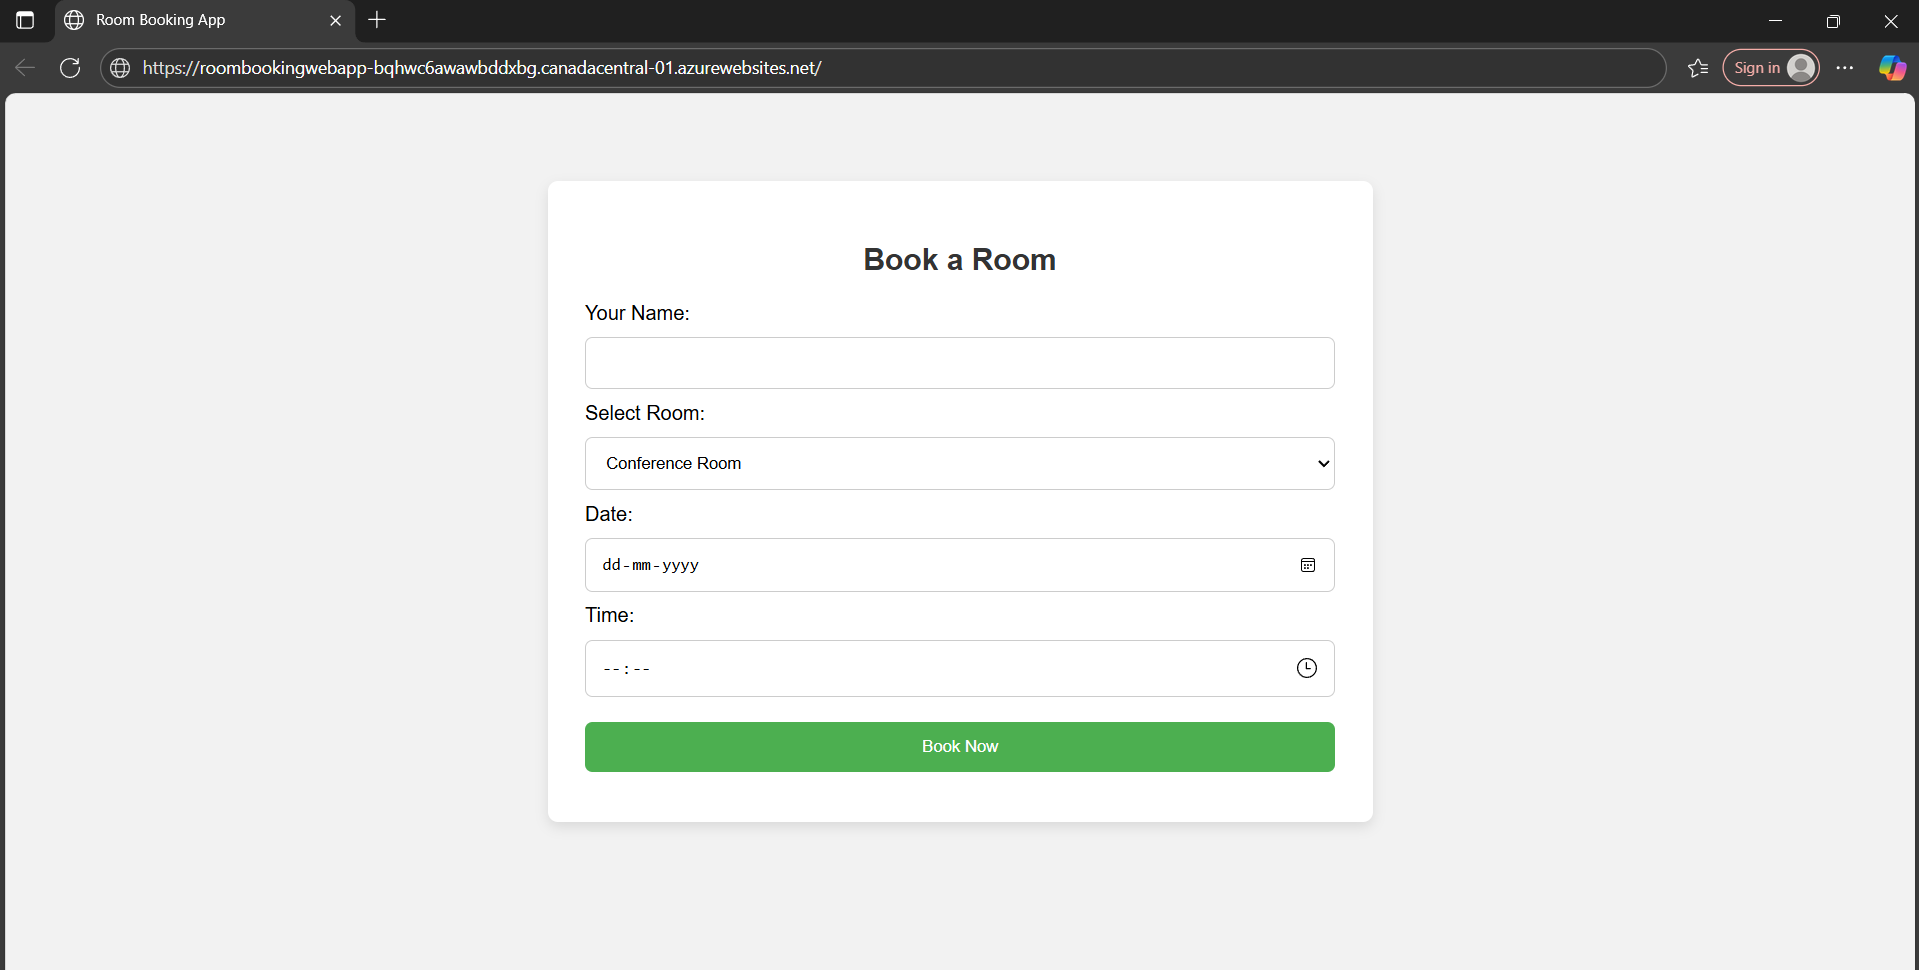 Room Booking App
https://roombookingwebapp-bqhwc6awawbddxbg.canadacentral-01.azurewebsites.net/
Sign in
Book a Room
Your Name:
Select Room:
Conference Room
Date:
dd-mm-yyyy
Time:
--:--
Book Now